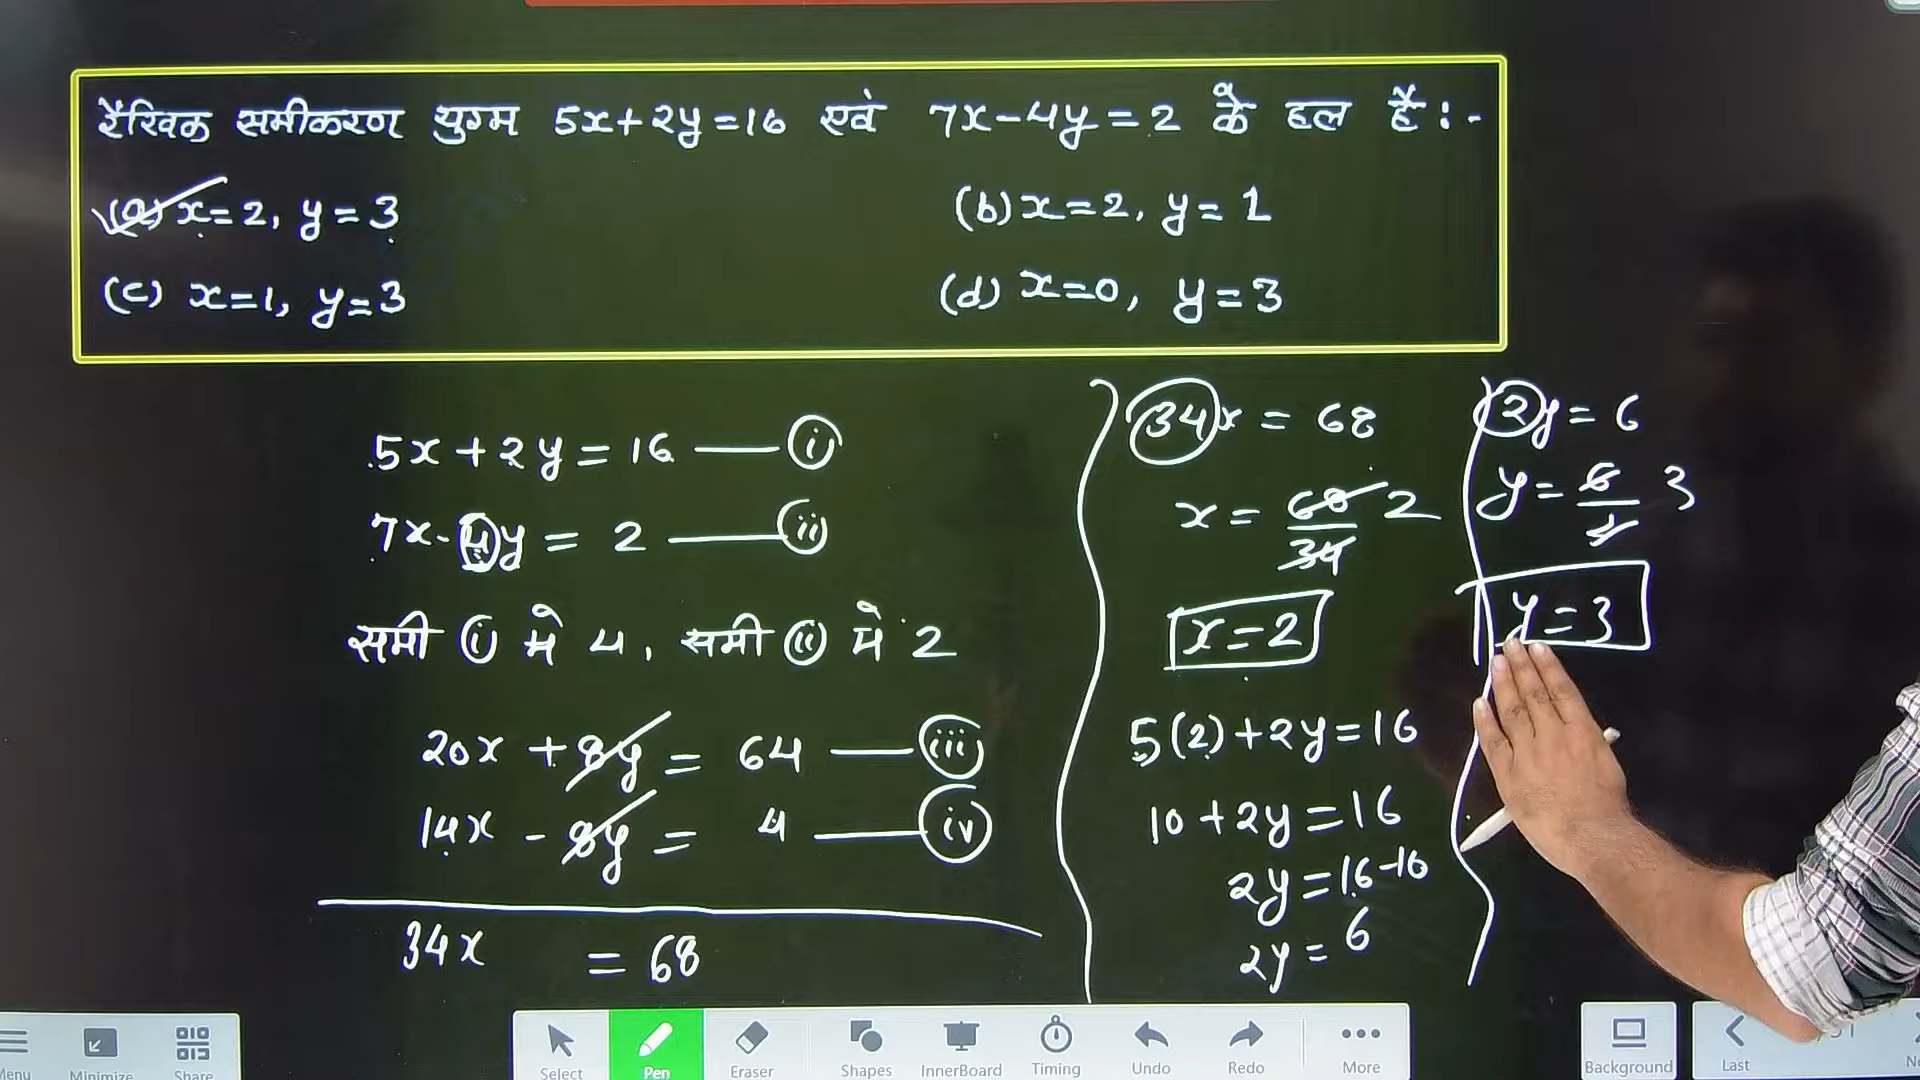 रैखिक समीकरण युग्म 5x+2y=16 एवं 7x-4y=2 के हल है :-
(a) x=2, y=3
(b) x=2, y=1
(c) x=1, y=3
(d) x=0, y=3
5x+2y=16 — (i)
7x-4y=2 — (ii)
समी (i) मे 4, समी (ii) मे 2
20x+8y=64 — (iii)
14x-8y=4 — (iv)
34x=68
34x=68
x=68/34 2
x=2
5(2)+2y=16
10+2y=16
2y=16-10
2y=6
2y=6
y=6/2 3
y=3
Minimize
Share
Select
Pen
Eraser
Shapes
InnerBoard
Timing
Undo
Redo
More
Background
Last